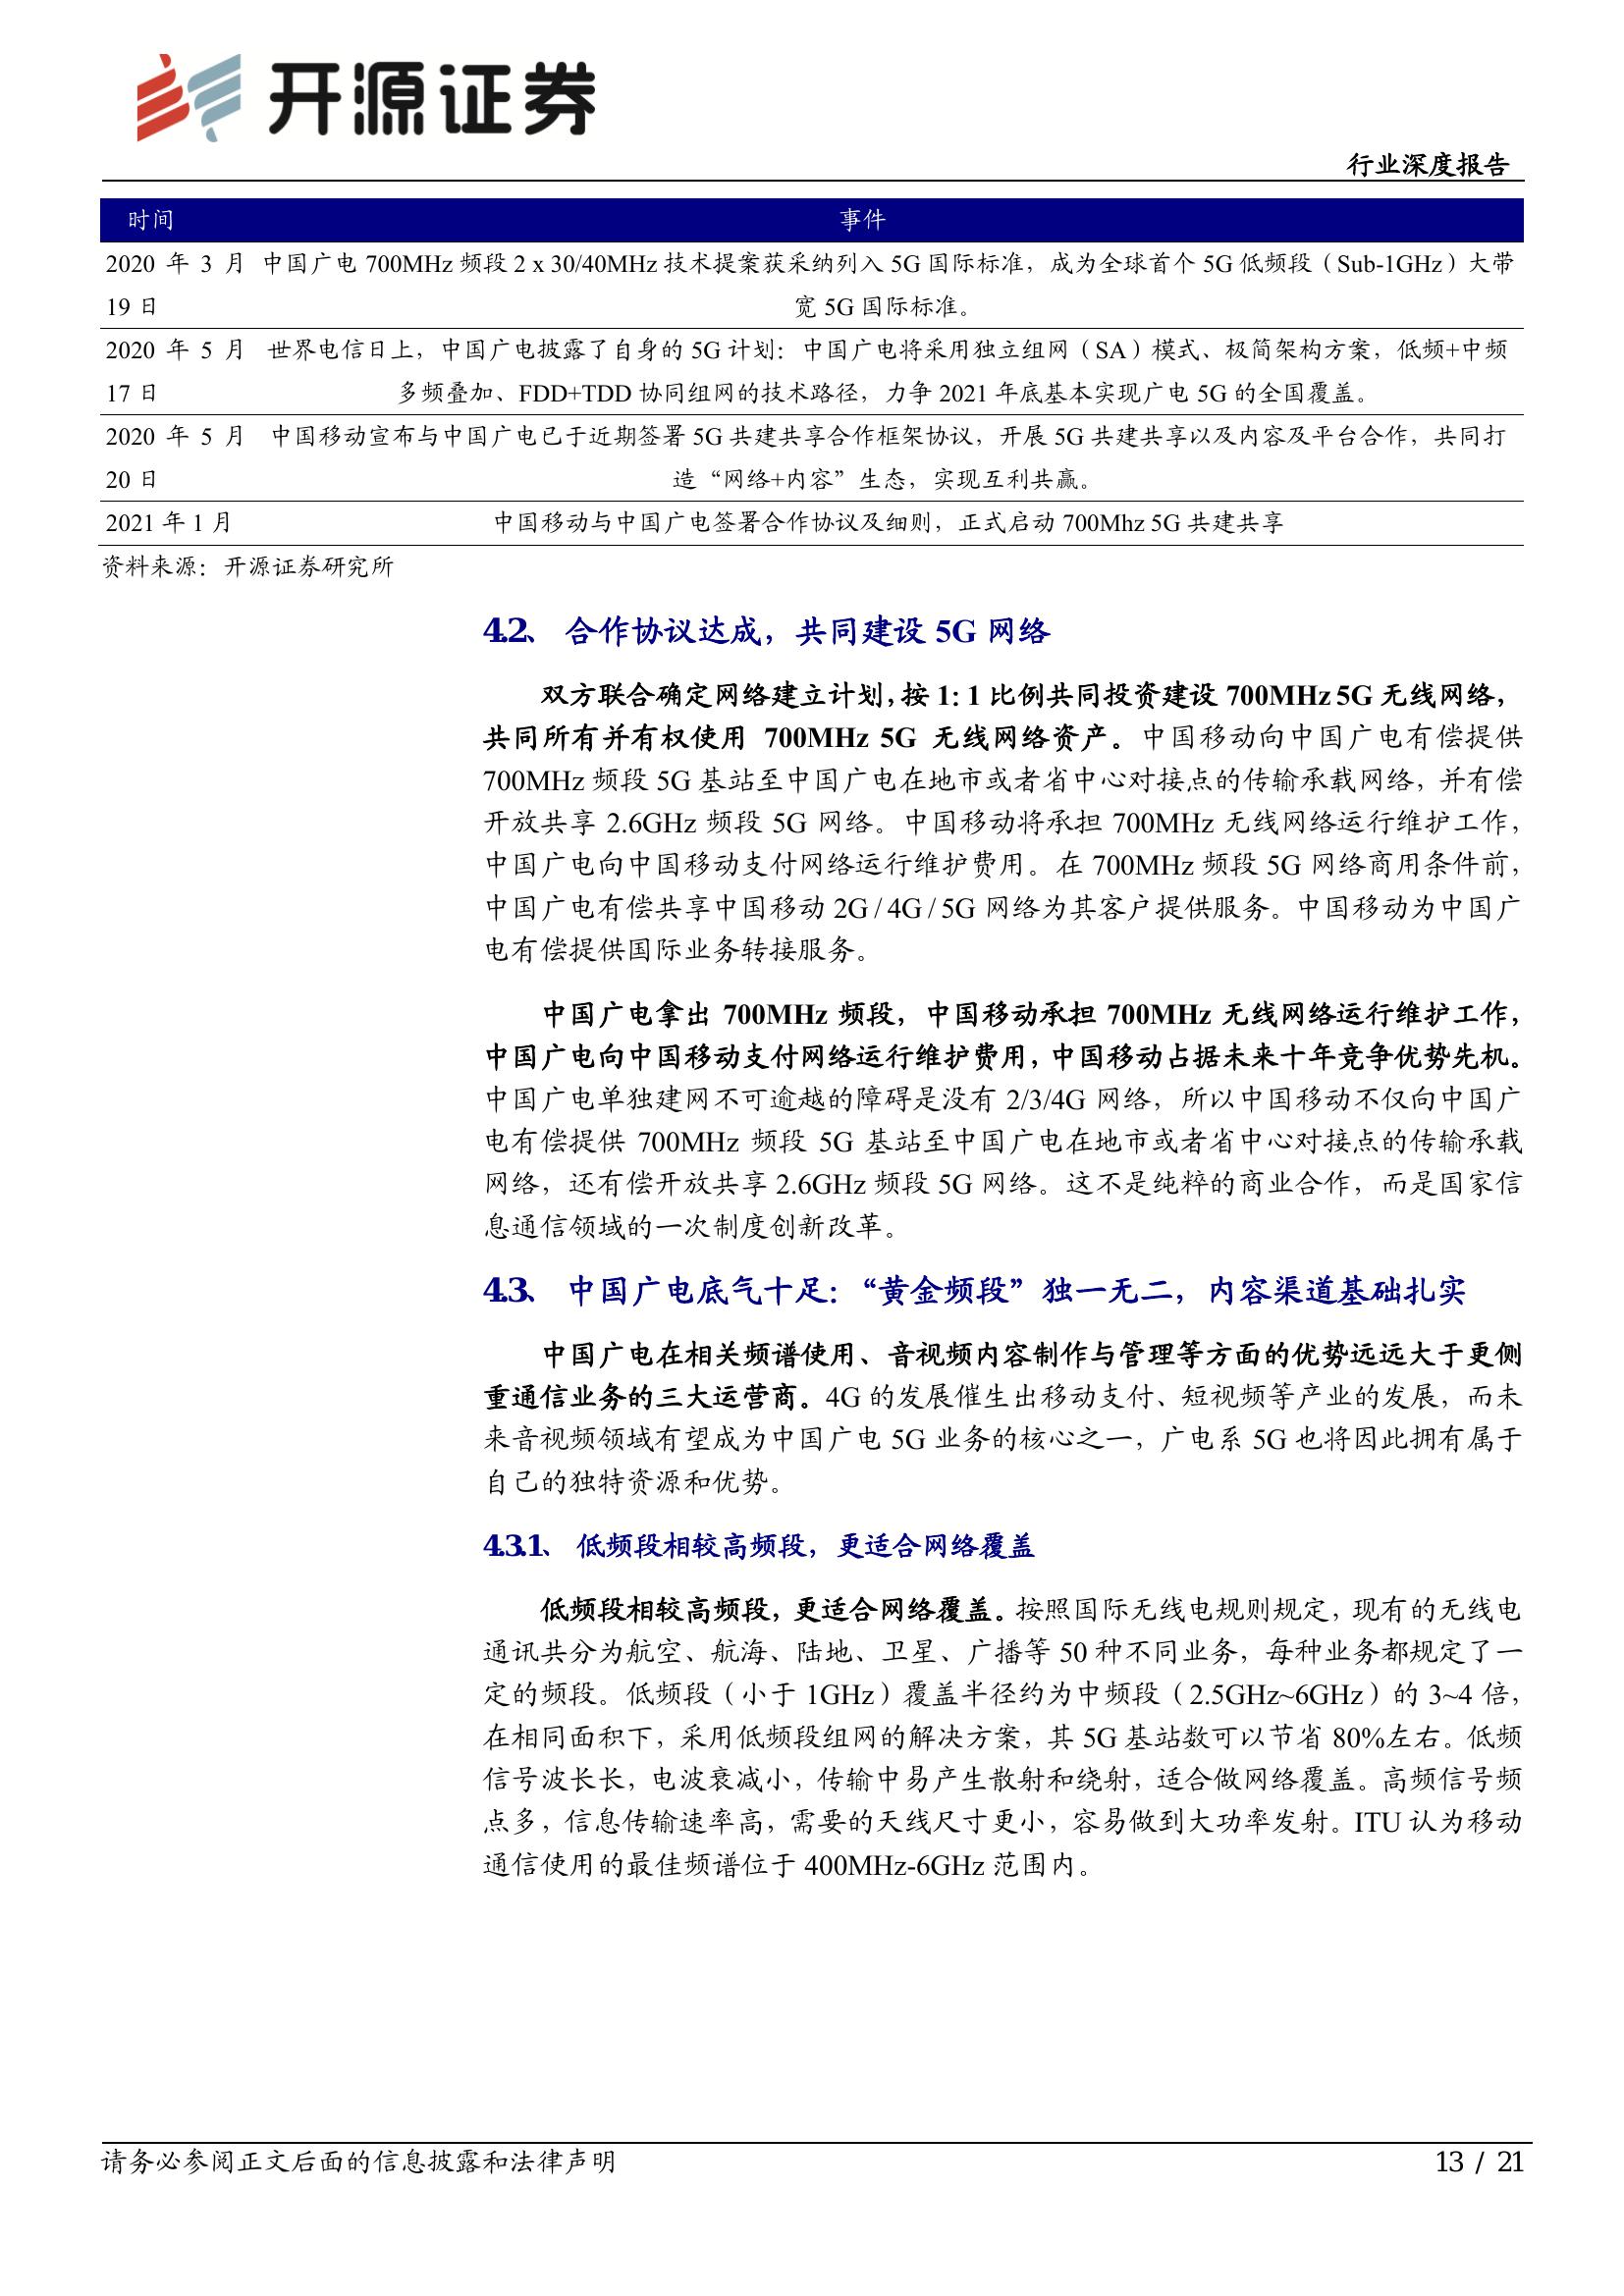 开源证券
行业深度报告
时间 事件
2020 年 3 月 中国广电 700MHz 频段 2 x 30/40MHz 技术提案获采纳列入 5G 国际标准，成为全球首个 5G 低频段（Sub-1GHz）大带
19 日 宽 5G 国际标准。
2020 年 5 月 世界电信日上，中国广电披露了自身的 5G 计划：中国广电将采用独立组网（SA）模式、极简架构方案，低频+中频
17 日 多频叠加、FDD+TDD 协同组网的技术路径，力争 2021 年底基本实现广电 5G 的全国覆盖。
2020 年 5 月 中国移动宣布与中国广电已于近期签署 5G 共建共享合作框架协议，开展 5G 共建共享以及内容及平台合作，共同打
20 日 造“网络+内容”生态，实现互利共赢。
2021 年 1 月 中国移动与中国广电签署合作协议及细则，正式启动 700Mhz 5G 共建共享
资料来源：开源证券研究所
4.2、 合作协议达成，共同建设 5G 网络
双方联合确定网络建立计划，按 1：1 比例共同投资建设 700MHz 5G 无线网络，
共同所有并有权使用 700MHz 5G 无线网络资产。中国移动向中国广电有偿提供
700MHz 频段 5G 基站至中国广电在地市或者省中心对接点的传输承载网络，并有偿
开放共享 2.6GHz 频段 5G 网络。中国移动将承担 700MHz 无线网络运行维护工作，
中国广电向中国移动支付网络运行维护费用。在 700MHz 频段 5G 网络商用条件前，
中国广电有偿共享中国移动 2G / 4G / 5G 网络为其客户提供服务。中国移动为中国广
电有偿提供国际业务转接服务。
中国广电拿出 700MHz 频段，中国移动承担 700MHz 无线网络运行维护工作，
中国广电向中国移动支付网络运行维护费用，中国移动占据未来十年竞争优势先机。
中国广电单独建网不可逾越的障碍是没有 2/3/4G 网络，所以中国移动不仅向中国广
电有偿提供 700MHz 频段 5G 基站至中国广电在地市或者省中心对接点的传输承载
网络，还有偿开放共享 2.6GHz 频段 5G 网络。这不是纯粹的商业合作，而是国家信
息通信领域的一次制度创新改革。
4.3、 中国广电底气十足：“黄金频段”独一无二，内容渠道基础扎实
中国广电在相关频谱使用、音视频内容制作与管理等方面的优势远远大于更侧
重通信业务的三大运营商。4G 的发展催生出移动支付、短视频等产业的发展，而未
来音视频领域有望成为中国广电 5G 业务的核心之一，广电系 5G 也将因此拥有属于
自己的独特资源和优势。
4.3.1、 低频段相较高频段，更适合网络覆盖
低频段相较高频段，更适合网络覆盖。按照国际无线电规则规定，现有的无线电
通讯共分为航空、航海、陆地、卫星、广播等 50 种不同业务，每种业务都规定了一
定的频段。低频段（小于 1GHz）覆盖半径约为中频段（2.5GHz~6GHz）的 3~4 倍，
在相同面积下，采用低频段组网的解决方案，其 5G 基站数可以节省 80%左右。低频
信号波长长，电波衰减小，传输中易产生散射和绕射，适合做网络覆盖。高频信号频
点多，信息传输速率高，需要的天线尺寸更小，容易做到大功率发射。ITU 认为移动
通信使用的最佳频谱位于 400MHz-6GHz 范围内。
请务必参阅正文后面的信息披露和法律声明 13 / 21